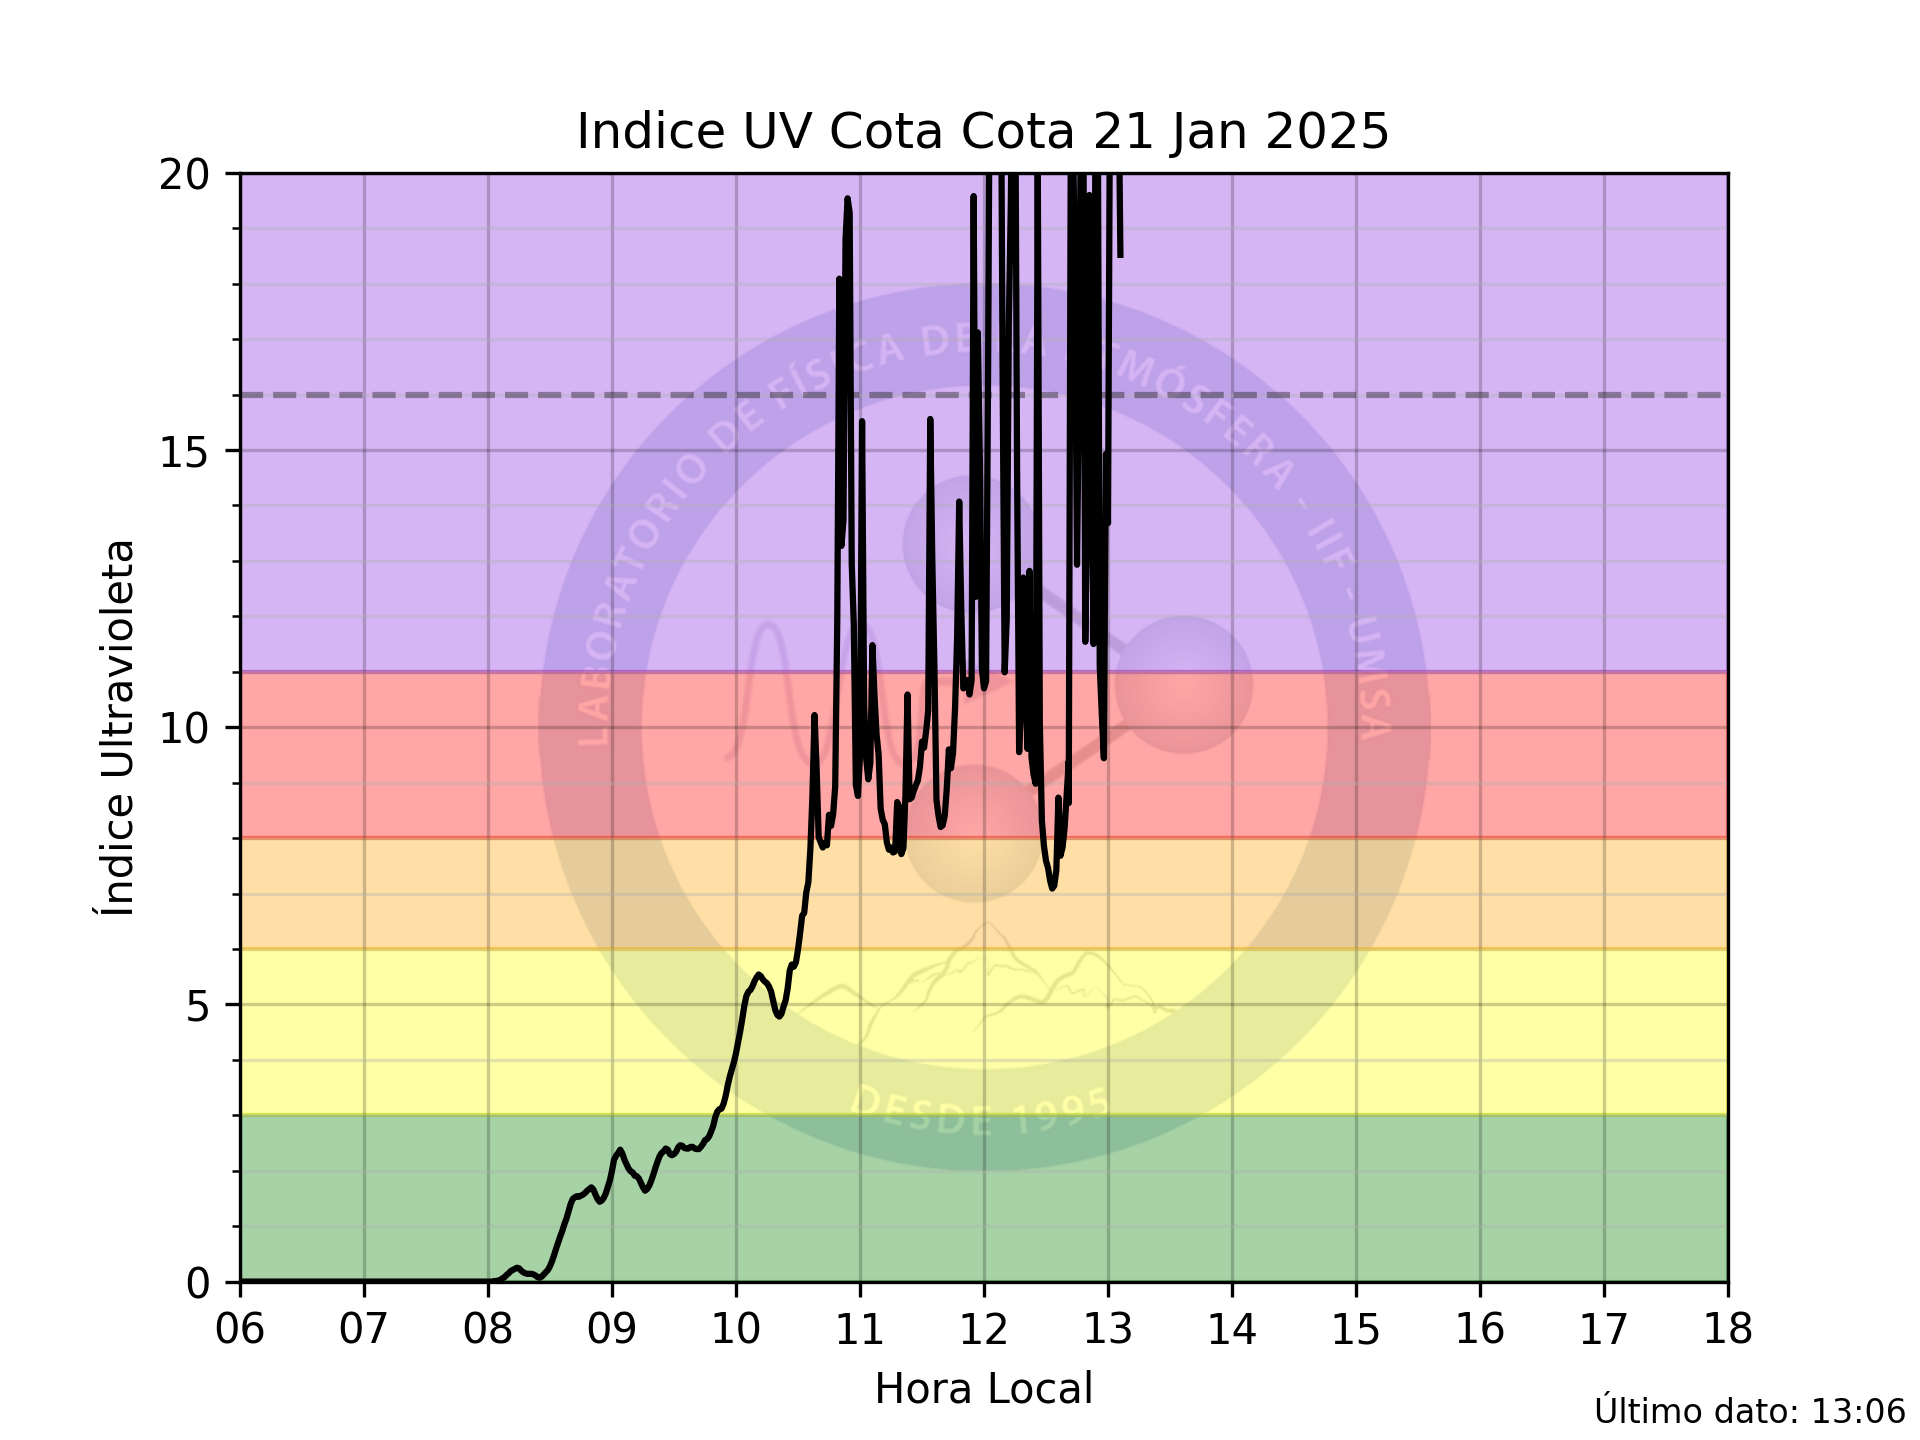 Indice UV Cota Cota 21 Jan 2025
20
15
10
5
0
Índice Ultravioleta
LABORATORIO DE FÍSICA DE LA ATMÓSFERA - IIF - UMSA
DESDE 1995
06 07 08 09 10 11 12 13 14 15 16 17 18
Hora Local
Último dato: 13:06